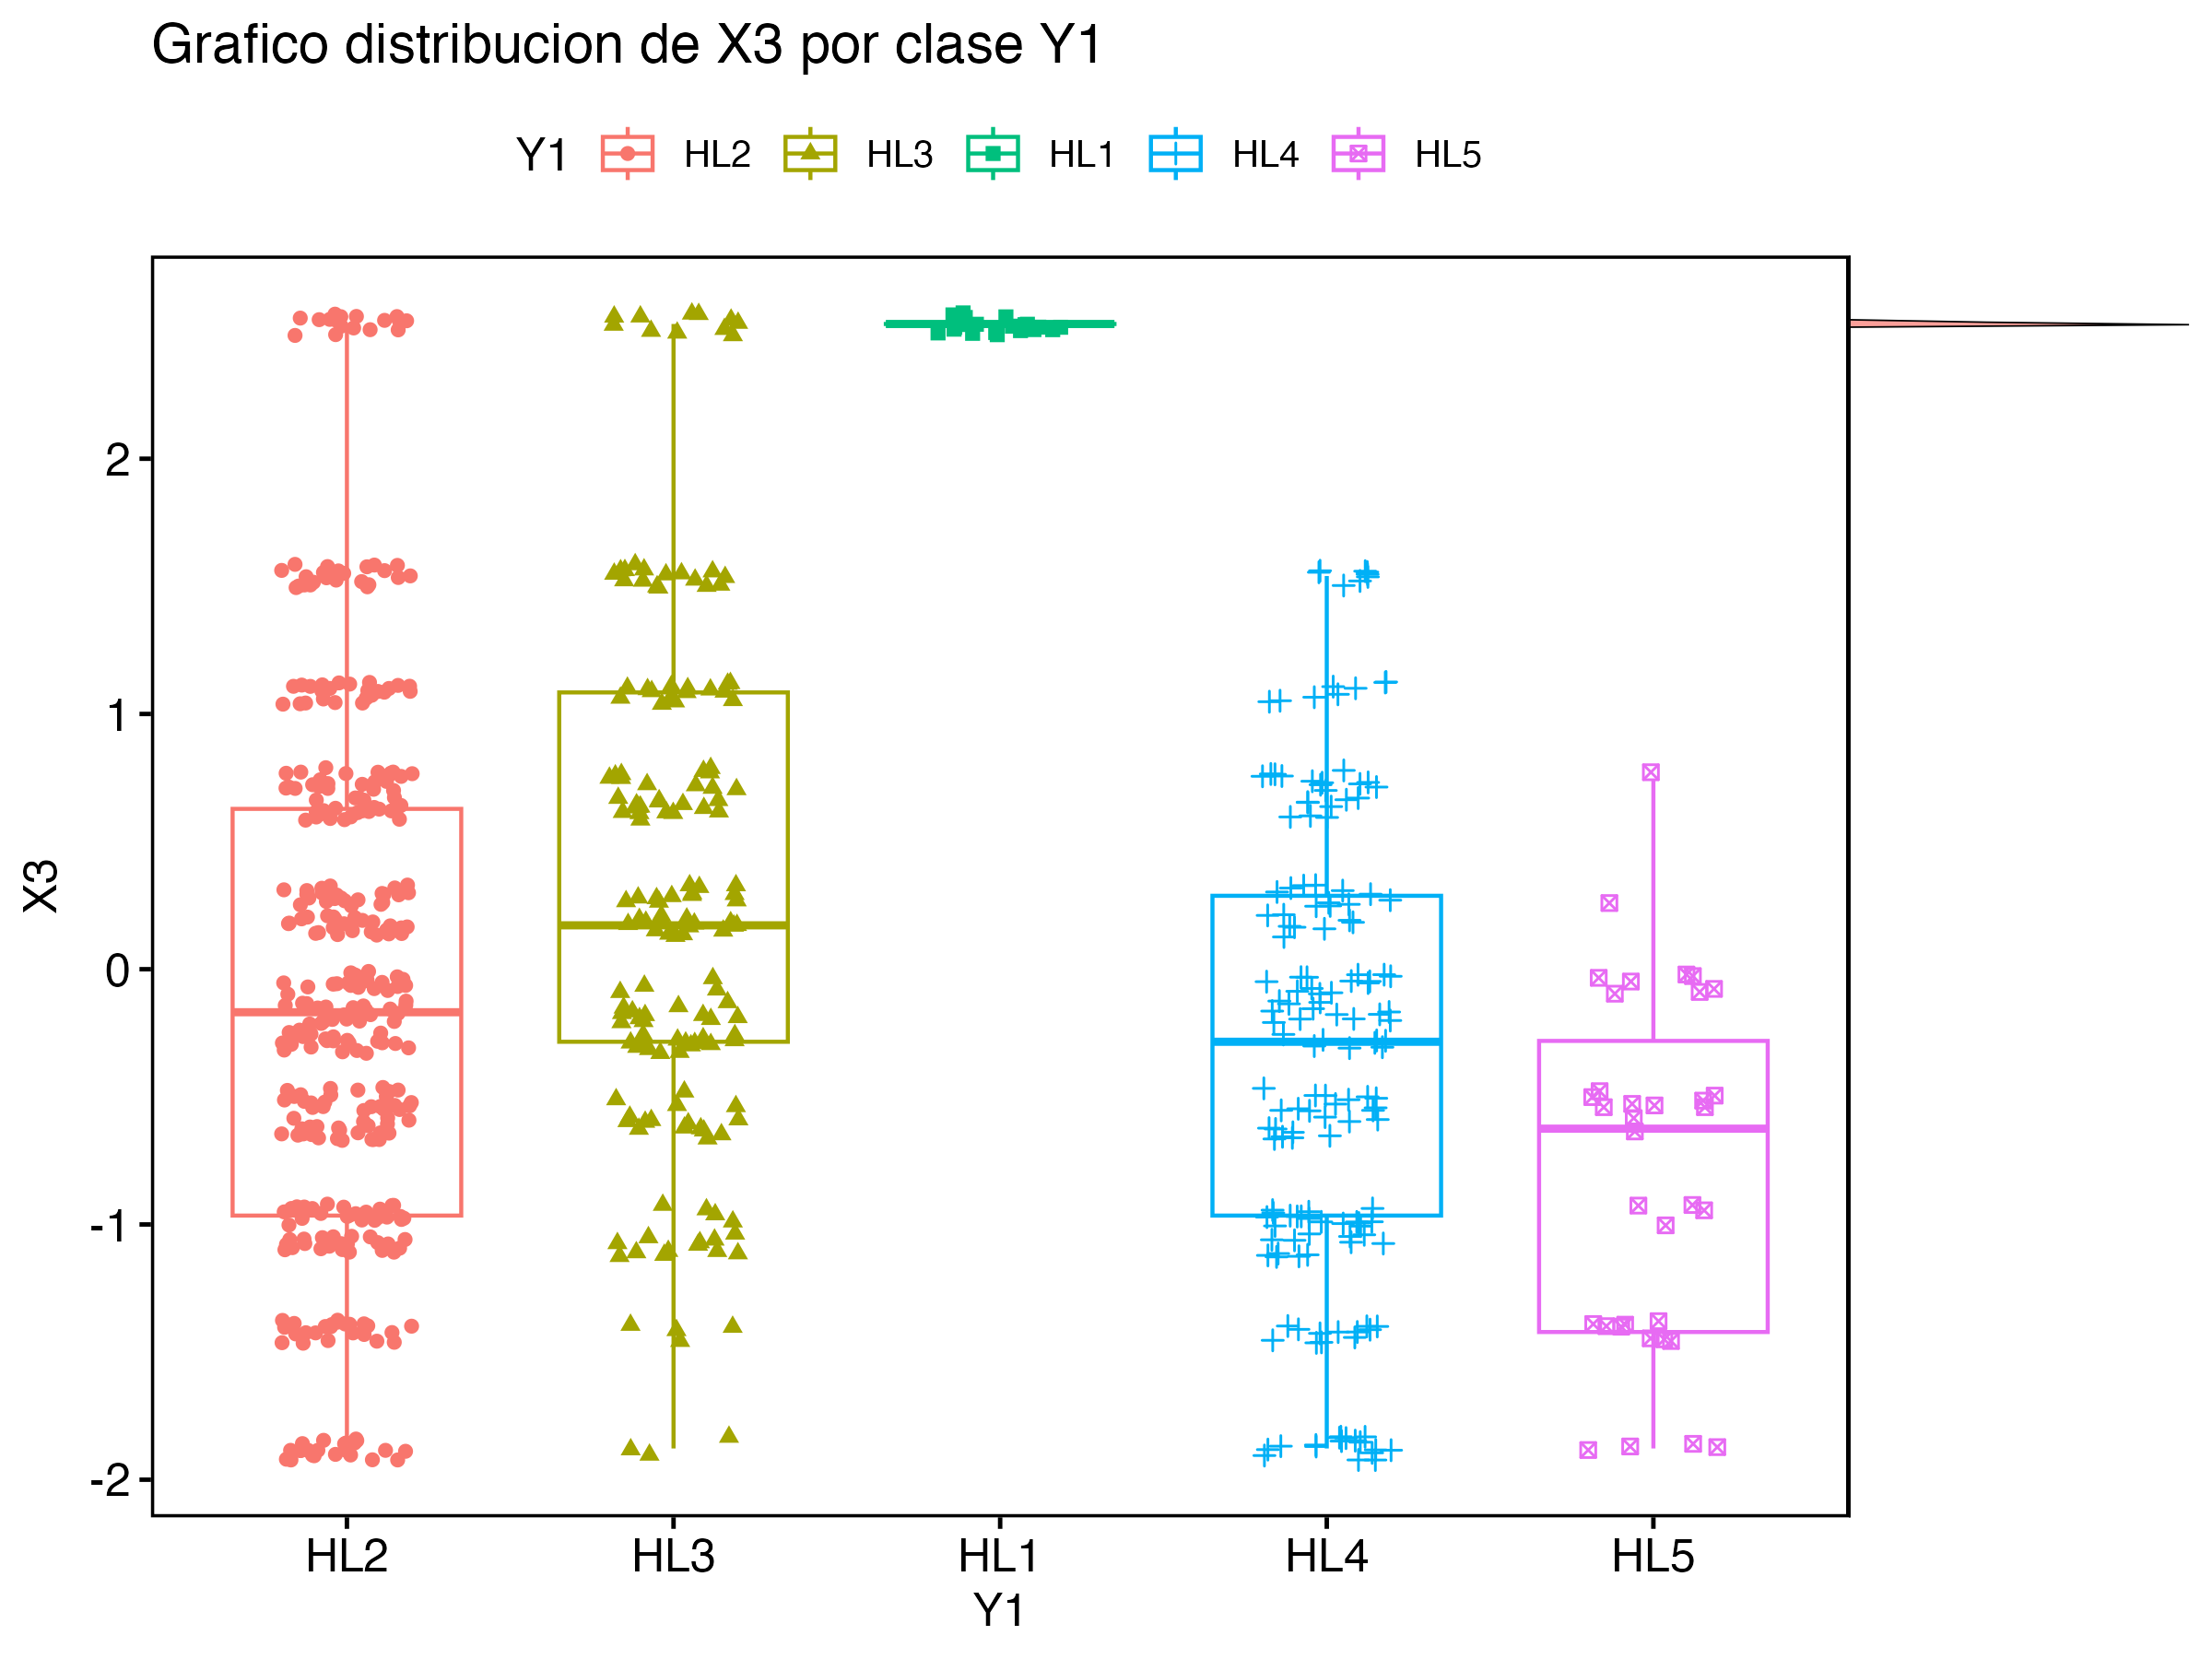 Grafico distribucion de X3 por clase Y1
Y1 HL2 HL3 HL1 HL4 HL5
2
1
0
-1
-2
X3
HL2 HL3 HL1 HL4 HL5
Y1